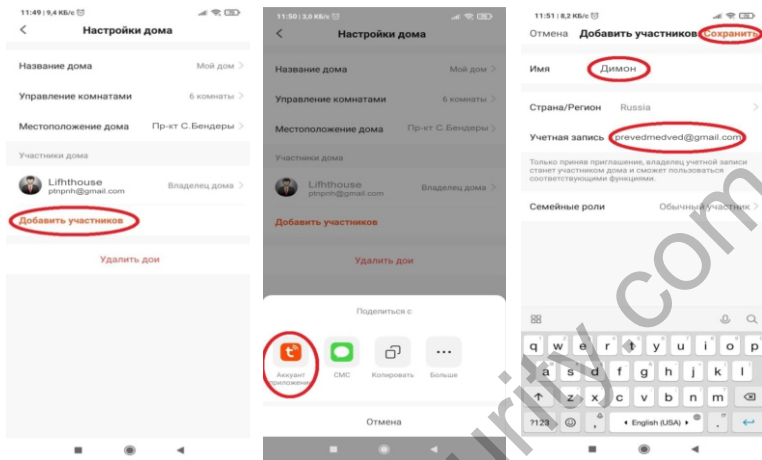 11:49 | 9,4 КБ/с
Настройки дома
Название дома
Мой дом
Управление комнатами
6 комнаты
Местоположение дома
Пр-кт С.Бендеры
Участники дома
Lifhthouse
ptnpnh@gmail.com
Владелец дома
Добавить участников
Удалить дои
11:50 | 3,0 КБ/с
Настройки дома
Название дома
Мой дом
Управление комнатами
6 комнаты
Местоположение дома
Пр-кт С.Бендеры
Участники дома
Lifhthouse
ptnpnh@gmail.com
Владелец дома
Добавить участников
Удалить дои
Поделиться с
Аккуант приложения
СМС
Копировать
Больше
Отмена
11:51 | 8,2 КБ/с
Отмена
Добавить участников
Сохранить
Имя
Димон
Страна/Регион
Russia
Учетная запись
prevedmedved@gmail.com
Только приняв приглашение, владелец учетной записи
станет участником дома и сможет пользоваться
соответствующими функциями.
Семейные роли
Обычный участник
q w e r t y u i o p
a s d f g h j k l
z x c v b n m
?123 , English (USA) .
urity com